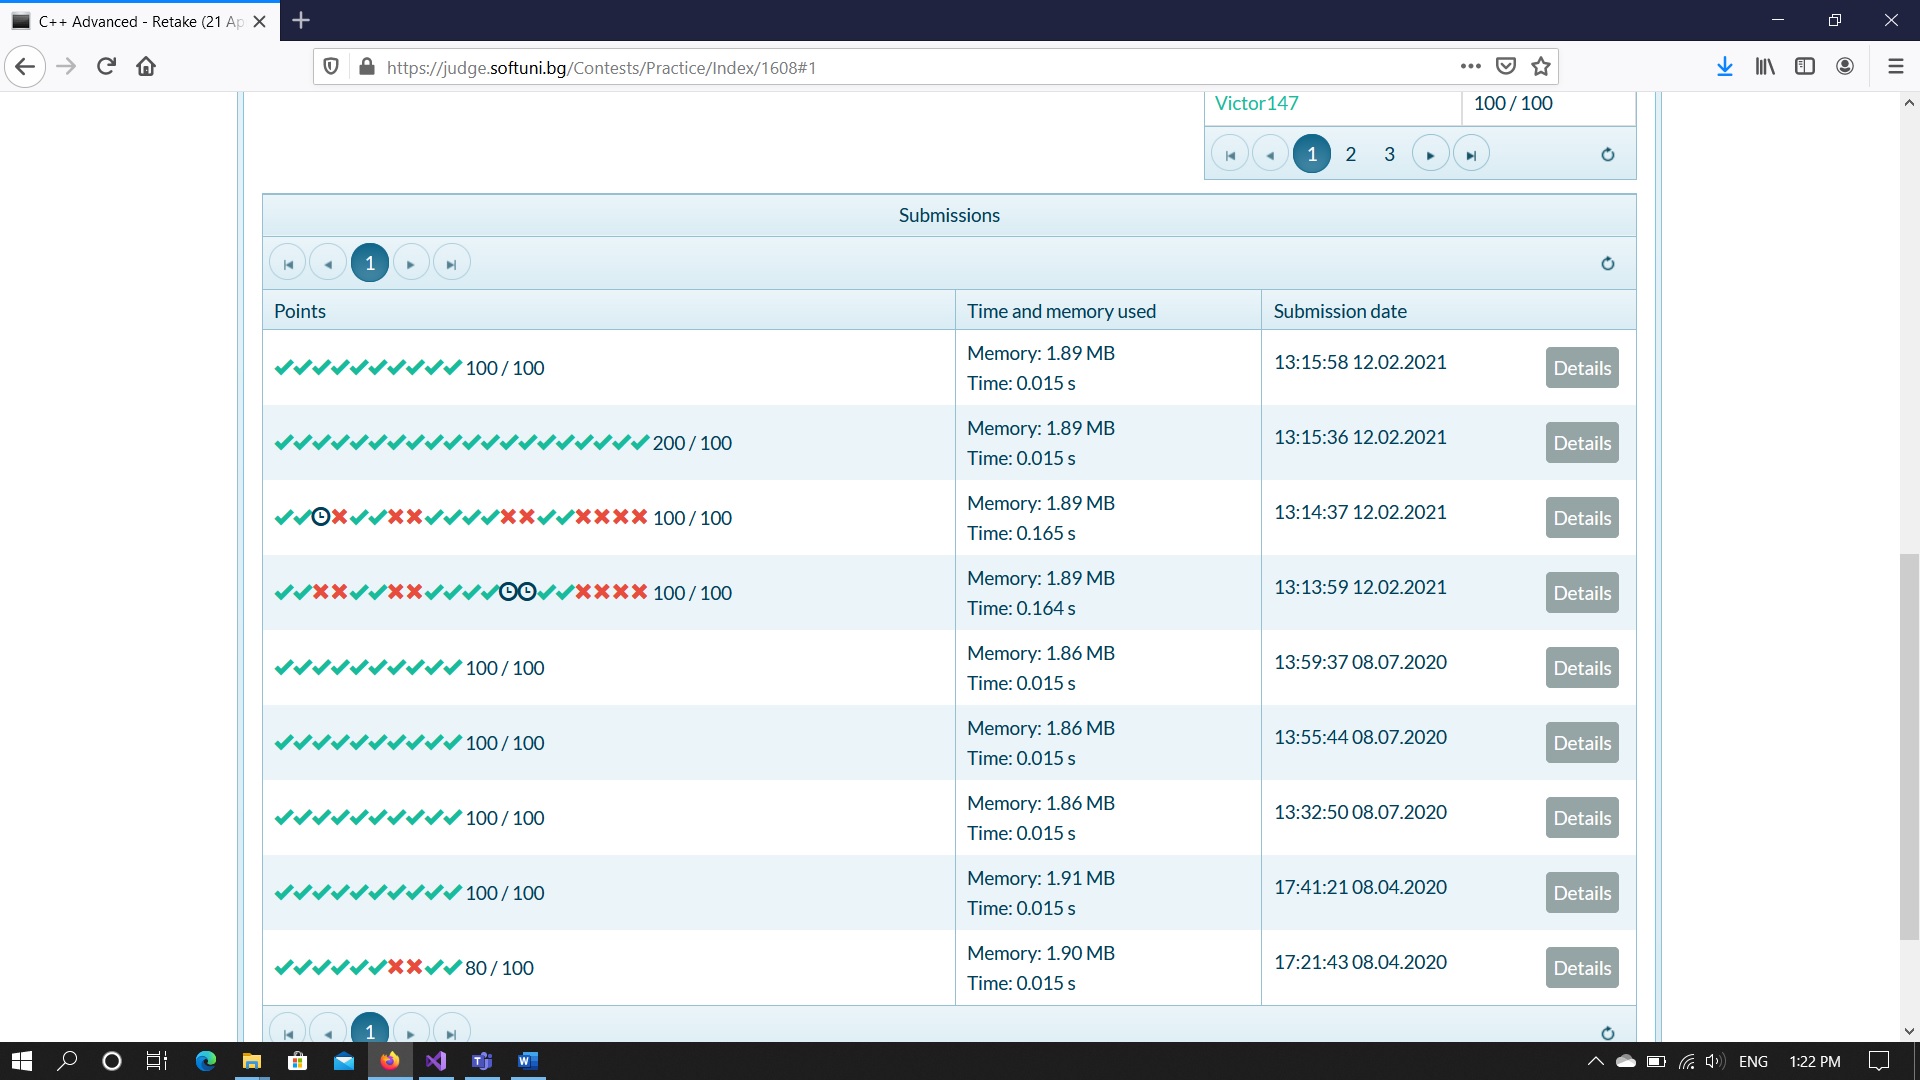 C++ Advanced - Retake (21 Ap
https://judge.softuni.bg/Contests/Practice/Index/1608#1
Victor147 100 / 100
1 2 3
Submissions
1
Points Time and memory used Submission date
100 / 100 Memory: 1.89 MB 13:15:58 12.02.2021 Details
Time: 0.015 s
200 / 100 Memory: 1.89 MB 13:15:36 12.02.2021 Details
Time: 0.015 s
100 / 100 Memory: 1.89 MB 13:14:37 12.02.2021 Details
Time: 0.165 s
100 / 100 Memory: 1.89 MB 13:13:59 12.02.2021 Details
Time: 0.164 s
100 / 100 Memory: 1.86 MB 13:59:37 08.07.2020 Details
Time: 0.015 s
100 / 100 Memory: 1.86 MB 13:55:44 08.07.2020 Details
Time: 0.015 s
100 / 100 Memory: 1.86 MB 13:32:50 08.07.2020 Details
Time: 0.015 s
100 / 100 Memory: 1.91 MB 17:41:21 08.04.2020 Details
Time: 0.015 s
80 / 100 Memory: 1.90 MB 17:21:43 08.04.2020 Details
Time: 0.015 s
1
ENG 1:22 PM